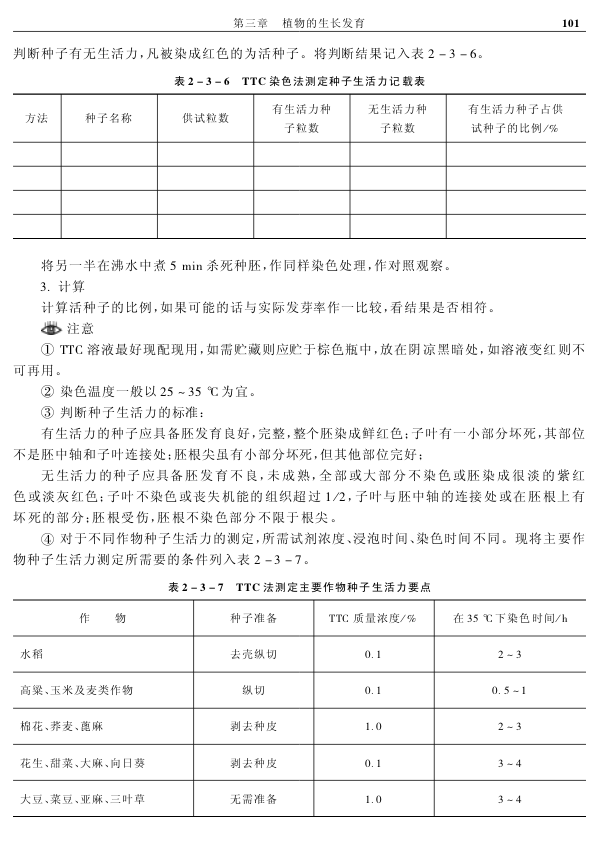 第三章 植物的生长发育 101
判断种子有无生活力,凡被染成红色的为活种子。将判断结果记入表 2-3-6。
表 2-3-6 TTC 染色法测定种子生活力记载表
方法 种子名称 供试粒数 有生活力种子粒数 无生活力种子粒数 有生活力种子占供试种子的比例/%
将另一半在沸水中煮 5 min 杀死种胚,作同样染色处理,作对照观察。
3. 计算
计算活种子的比例,如果可能的话与实际发芽率作一比较,看结果是否相符。
注意
① TTC 溶液最好现配现用,如需贮藏则应贮于棕色瓶中,放在阴凉黑暗处,如溶液变红则不
可再用。
② 染色温度一般以 25~35 ℃为宜。
③ 判断种子生活力的标准:
有生活力的种子应具备胚发育良好,完整,整个胚染成鲜红色;子叶有一小部分坏死,其部位
不是胚中轴和子叶连接处;胚根尖虽有小部分坏死,但其他部位完好;
无生活力的种子应具备胚发育不良,未成熟,全部或大部分不染色或胚染成很淡的紫红
色或淡灰红色;子叶不染色或丧失机能的组织超过 1/2,子叶与胚中轴的连接处或在胚根上有
坏死的部分;胚根受伤,胚根不染色部分不限于根尖。
④ 对于不同作物种子生活力的测定,所需试剂浓度、浸泡时间、染色时间不同。现将主要作
物种子生活力测定所需要的条件列入表 2-3-7。
表 2-3-7 TTC 法测定主要作物种子生活力要点
作 物 种子准备 TTC 质量浓度/% 在 35 ℃下染色时间/h
水稻 去壳纵切 0.1 2~3
高粱、玉米及麦类作物 纵切 0.1 0.5~1
棉花、荞麦、蓖麻 剥去种皮 1.0 2~3
花生、甜菜、大麻、向日葵 剥去种皮 0.1 3~4
大豆、菜豆、亚麻、三叶草 无需准备 1.0 3~4